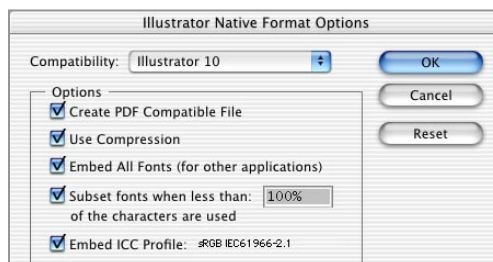 Illustrator Native Format Options
Compatibility: Illustrator 10
OK
Options
Cancel
Create PDF Compatible File
Use Compression
Reset
Embed All Fonts (for other applications)
Subset fonts when less than: 100%
of the characters are used
Embed ICC Profile: sRGB IEC61966-2.1